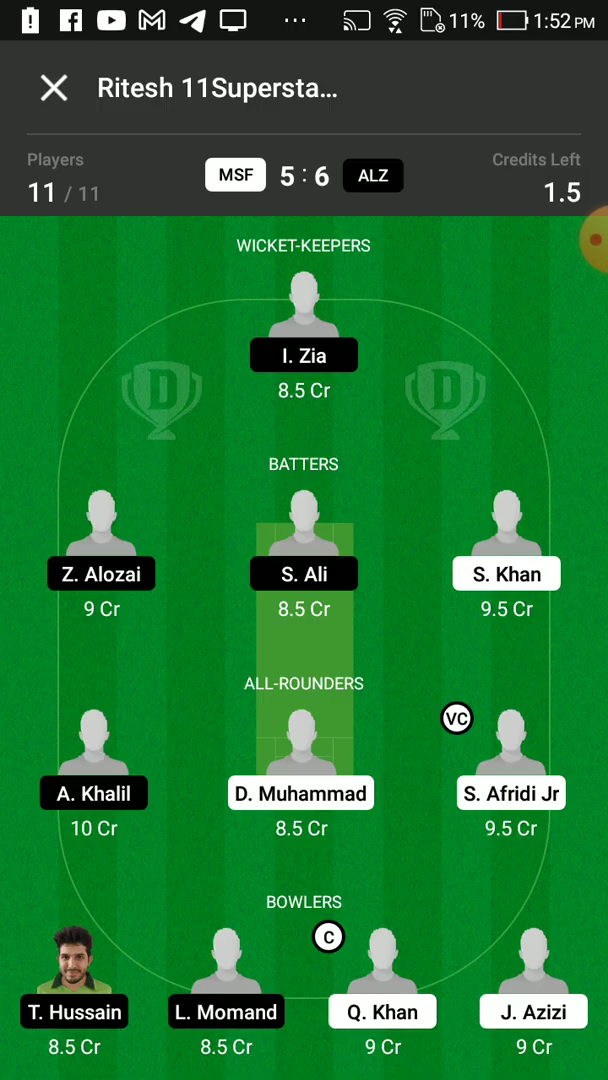 11% 1:52 PM
Ritesh 11Supersta...
Players
Credits Left
11 / 11
MSF 5 : 6 ALZ
1.5
WICKET-KEEPERS
I. Zia
8.5 Cr
BATTERS
Z. Alozai S. Ali S. Khan
9 Cr 8.5 Cr 9.5 Cr
ALL-ROUNDERS
VC
A. Khalil D. Muhammad S. Afridi Jr
10 Cr 8.5 Cr 9.5 Cr
BOWLERS
C
T. Hussain L. Momand Q. Khan J. Azizi
8.5 Cr 8.5 Cr 9 Cr 9 Cr